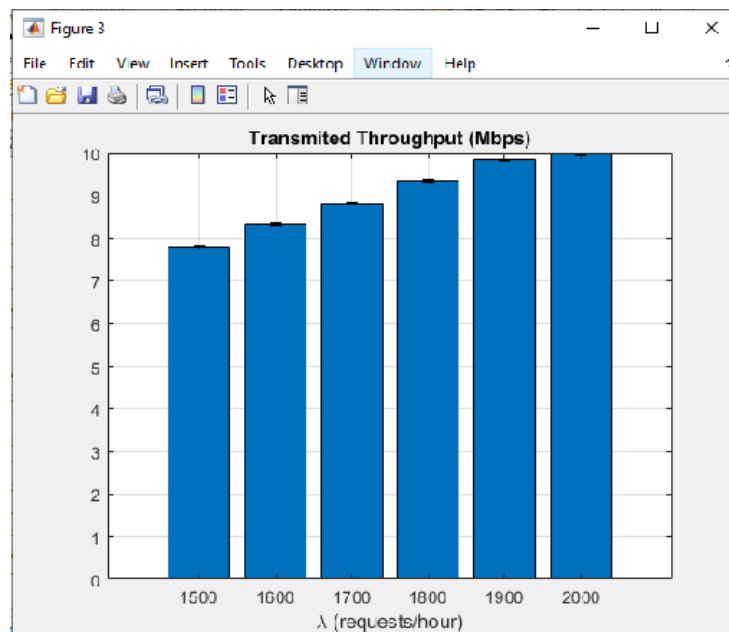 Figure 3
File Edit View Insert Tools Desktop Window Help
Transmited Throughput (Mbps)
10
9
8
7
6
5
4
3
2
1
0
1500 1600 1700 1800 1900 2000
λ (requests/hour)